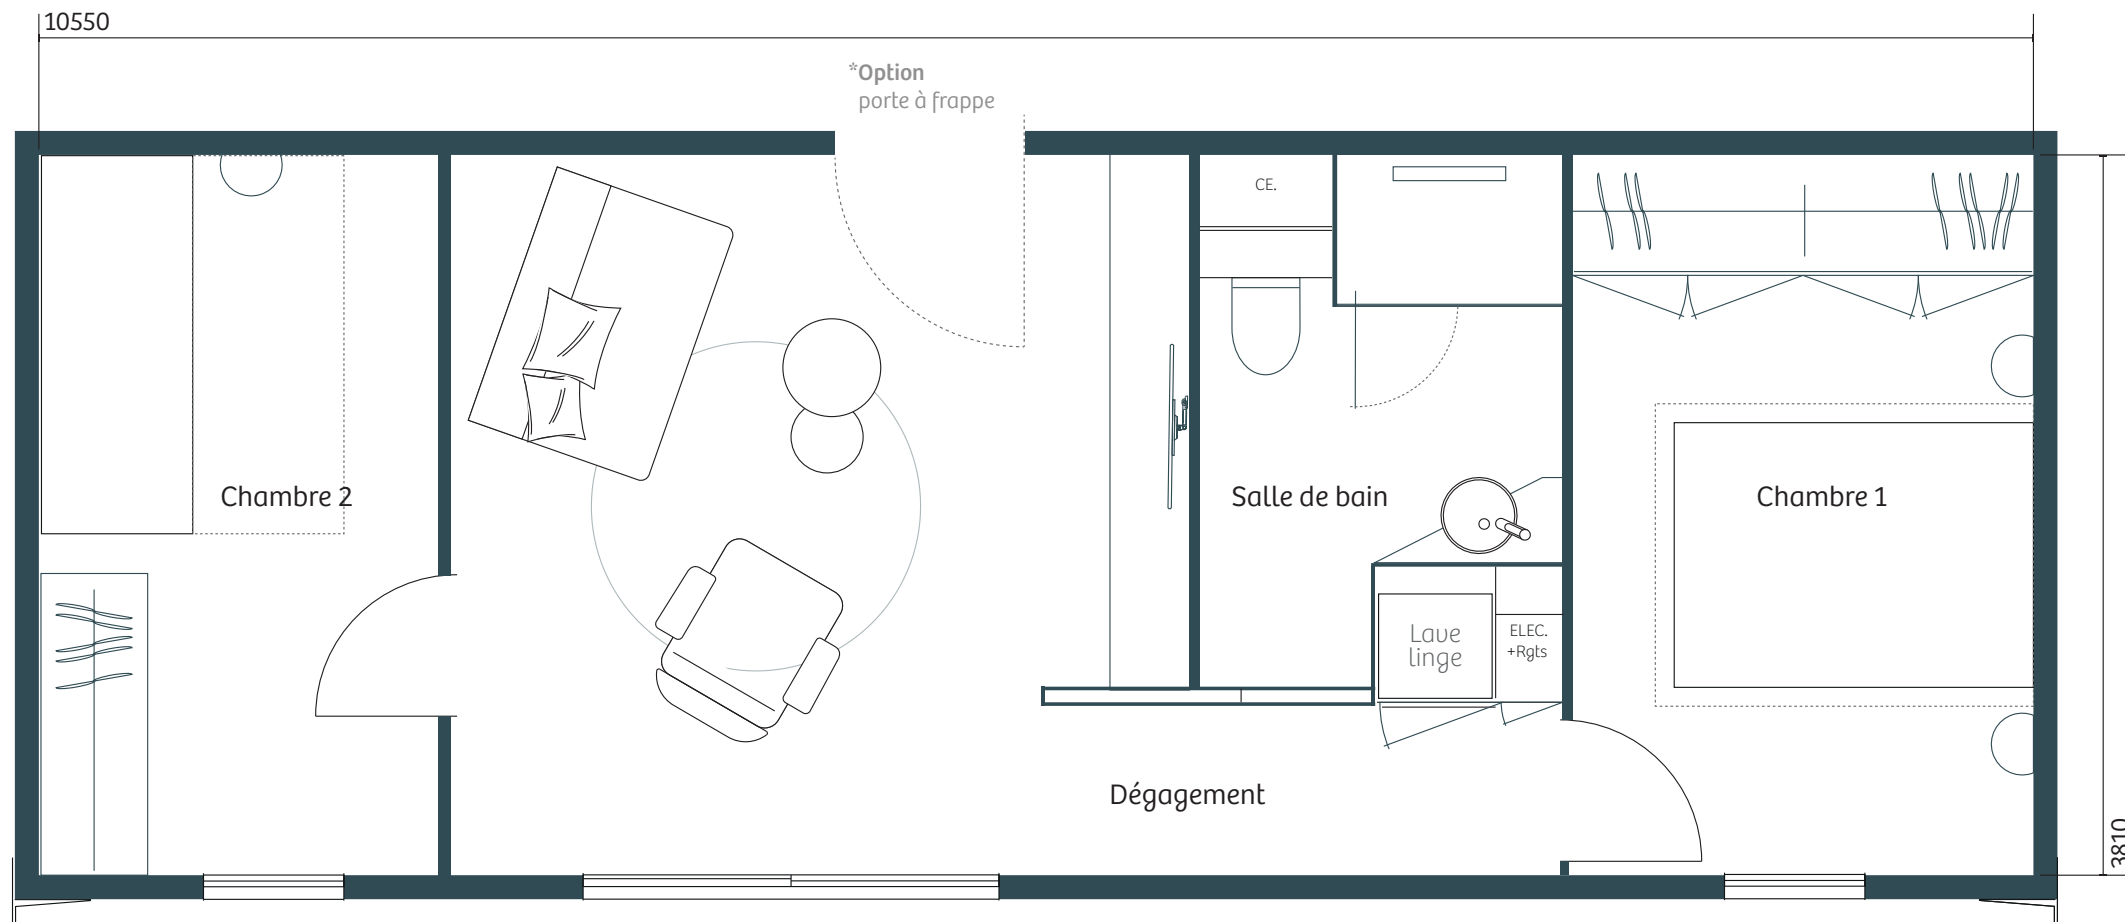 10550
*Option
porte à frappe
CE.
Chambre 2
Salle de bain
Chambre 1
Lave
linge
ELEC.
+Rgts
Dégagement
3810